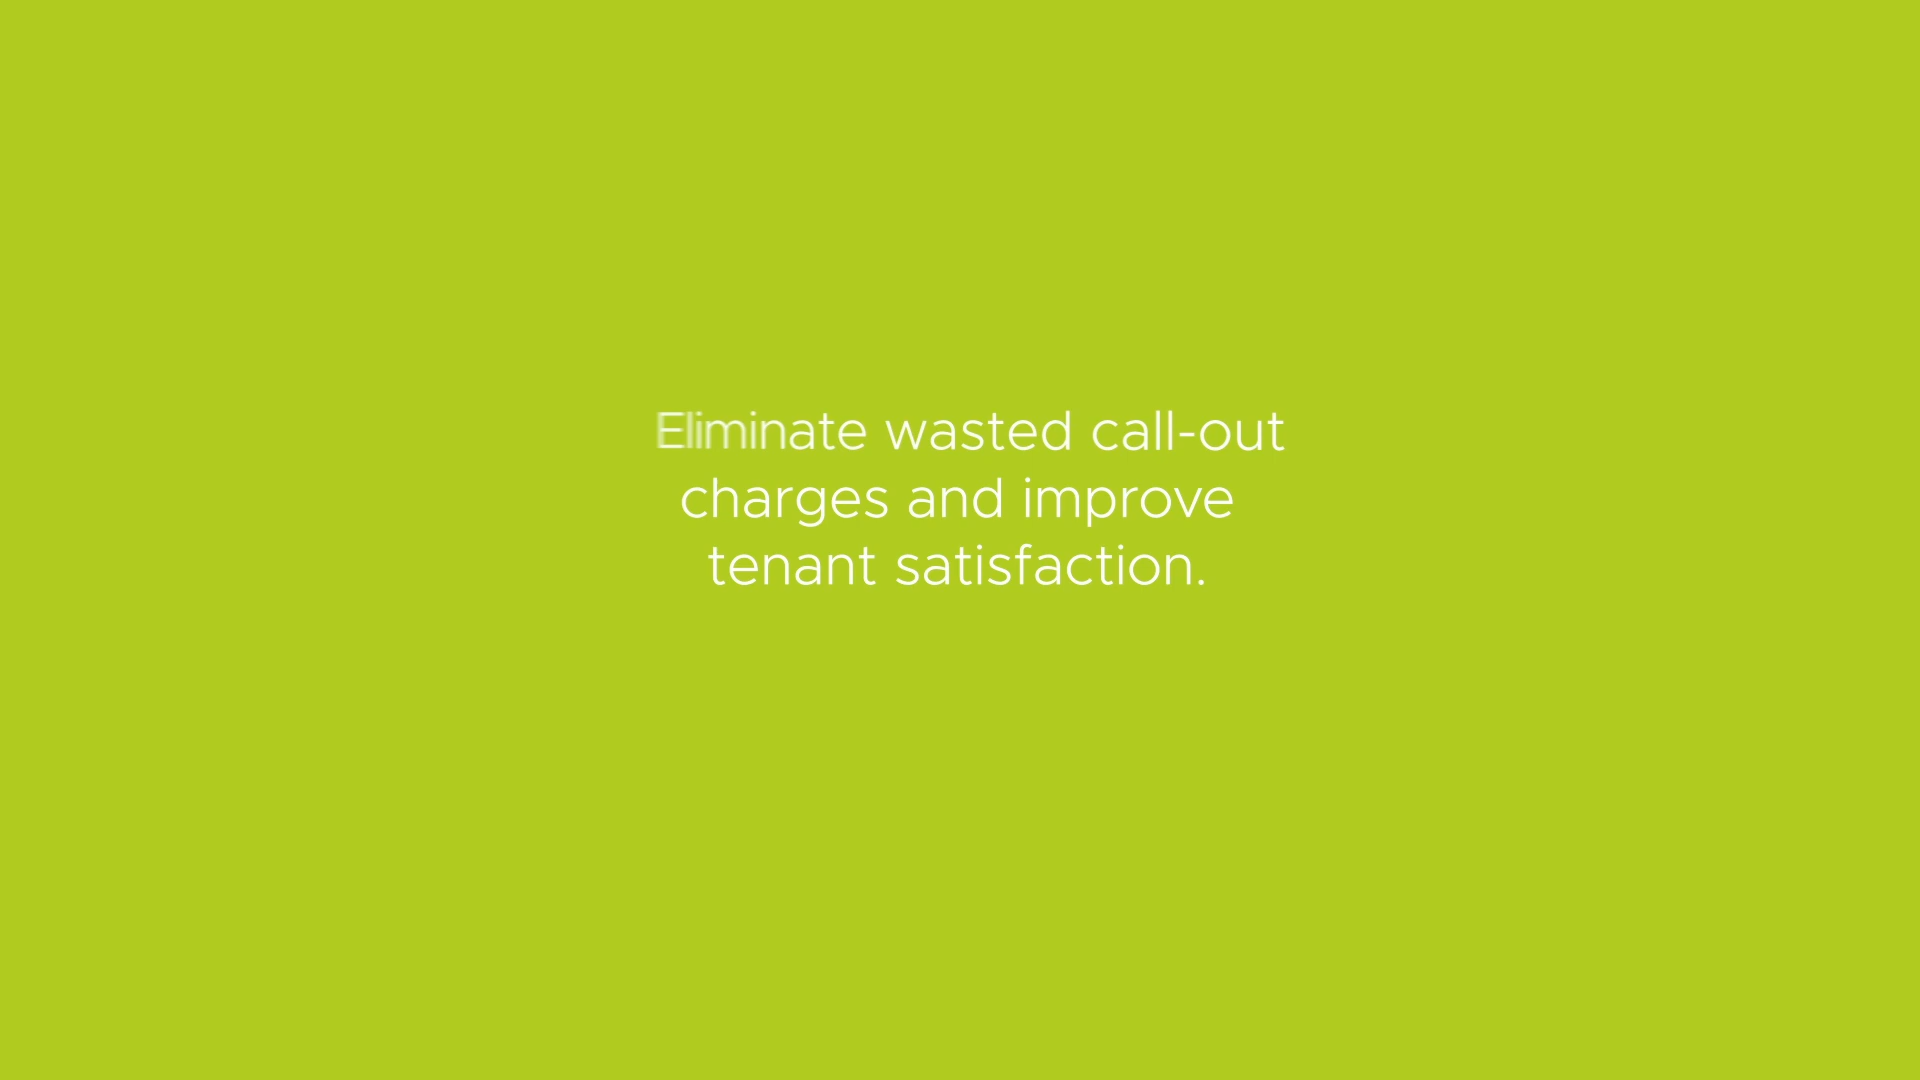 Eliminate wasted call-out
charges and improve
tenant satisfaction.